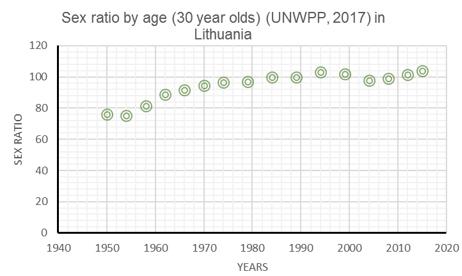 Sex ratio by age (30 year olds) (UNWPP, 2017) in
Lithuania
120
100
80
60
40
20
0
SEX RATIO
1940 1950 1960 1970 1980 1990 2000 2010 2020
YEARS